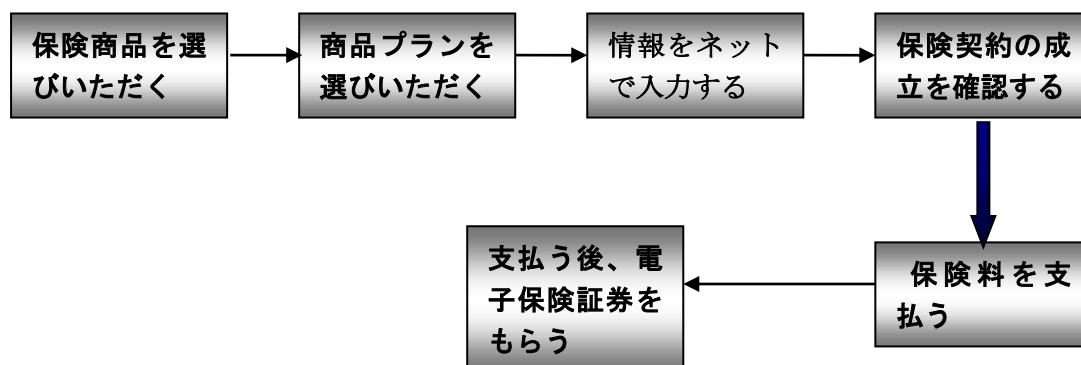 保険商品を選
びいただく
商品プランを
選びいただく
情報をネット
で入力する
保険契約の成
立を確認する
保険料を支
払う
支払う後、電
子保険証券を
もらう